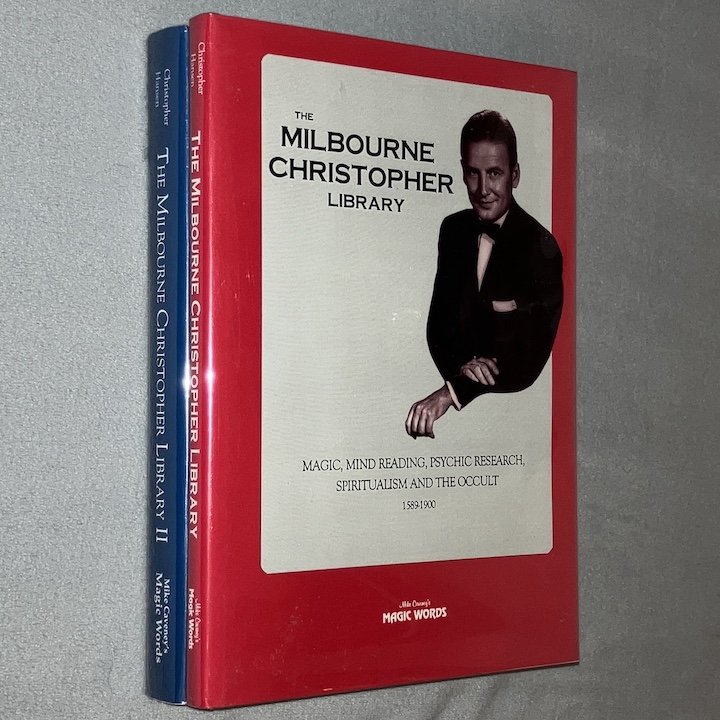 Christopher
Hansen
THE MILBOURNE CHRISTOPHER LIBRARY II
Mike Caveney's
Magic Words
Christopher
Hansen
THE MILBOURNE CHRISTOPHER LIBRARY
Mike Caveney's
Magic Words
THE
MILBOURNE
CHRISTOPHER
LIBRARY
MAGIC, MIND READING, PSYCHIC RESEARCH,
SPIRITUALISM AND THE OCCULT
1589-1900
Mike Caveney's
MAGIC WORDS